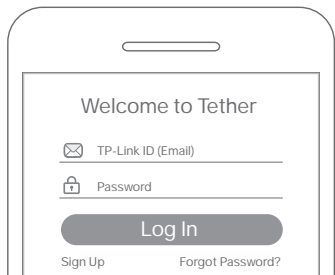 Welcome to Tether
TP-Link ID (Email)
Password
Log In
Sign Up Forgot Password?